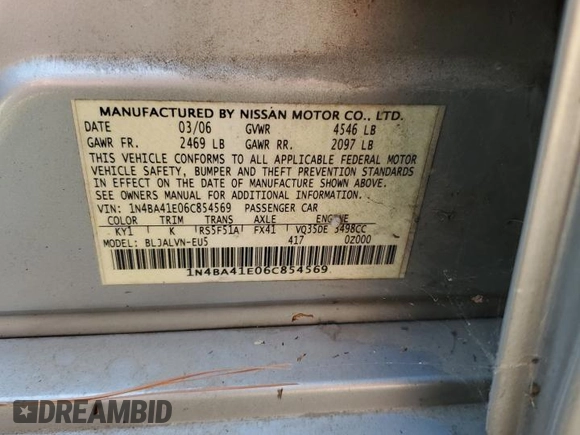 MANUFACTURED BY NISSAN MOTOR CO., LTD.
DATE 03/06 GVWR 4546 LB
GAWR FR. 2469 LB GAWR RR. 2097 LB
THIS VEHICLE CONFORMS TO ALL APPLICABLE FEDERAL MOTOR
VEHICLE SAFETY, BUMPER AND THEFT PREVENTION STANDARDS
IN EFFECT ON THE DATE OF MANUFACTURE SHOWN ABOVE.
SEE OWNERS MANUAL FOR ADDITIONAL INFORMATION.
VIN: 1N4BA41E06C854569 PASSENGER CAR
COLOR TRIM TRANS AXLE ENGINE
KY1 K RS5F51A FX41 VQ35DE 3498CC
MODEL: BLJALVN-EU5 417 0Z000
1N4BA41E06C854569
DREAMBID